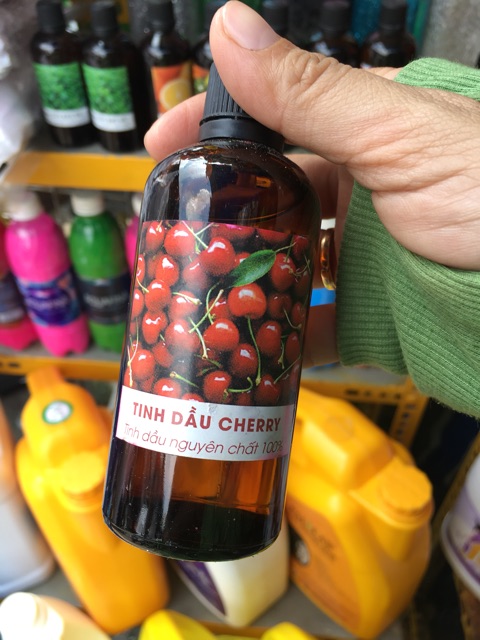 TINH DẦU CHERRY
Tinh dầu nguyên chất 100%